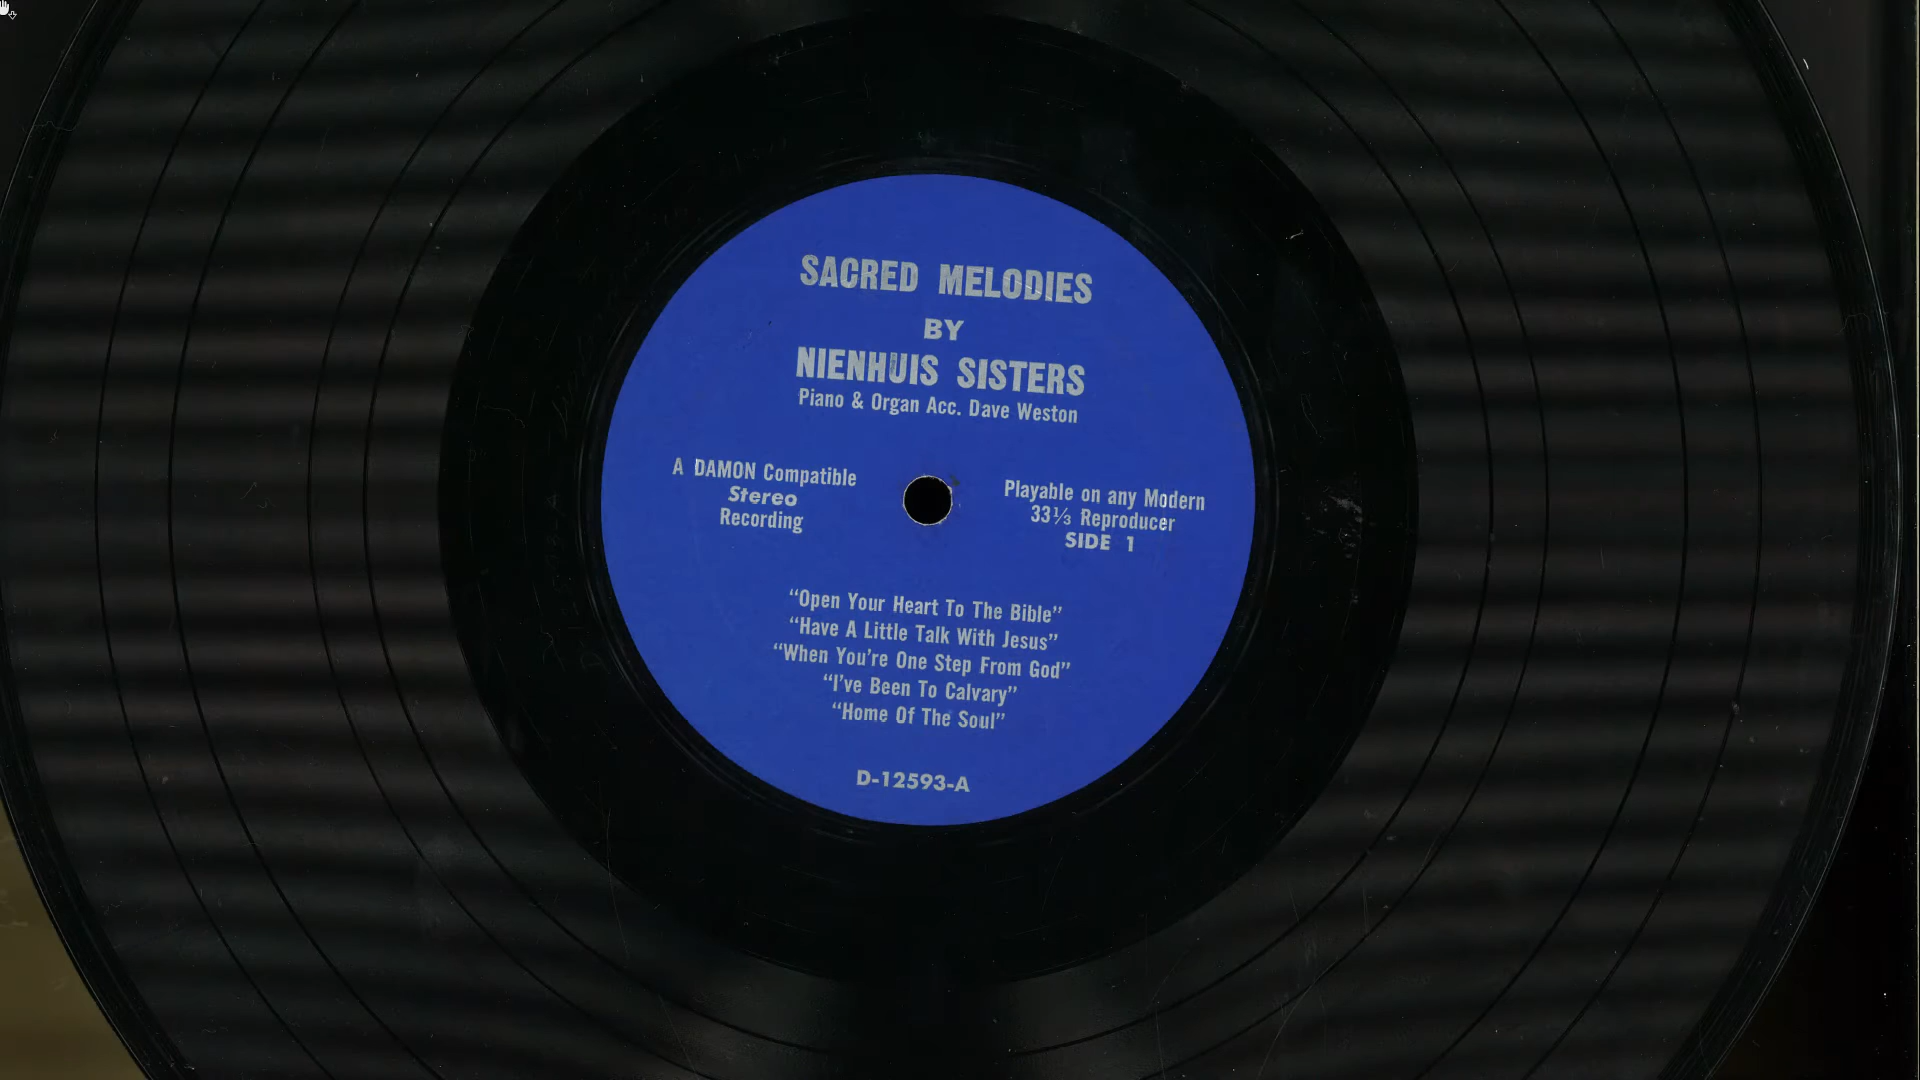 SACRED MELODIES
BY
NIENHUIS SISTERS
Piano & Organ Acc. Dave Weston
A DAMON Compatible
Stereo
Recording
Playable on any Modern
33⅓ Reproducer
SIDE 1
“Open Your Heart To The Bible”
“Have A Little Talk With Jesus”
“When You’re One Step From God”
“I’ve Been To Calvary”
“Home Of The Soul”
D-12593-A